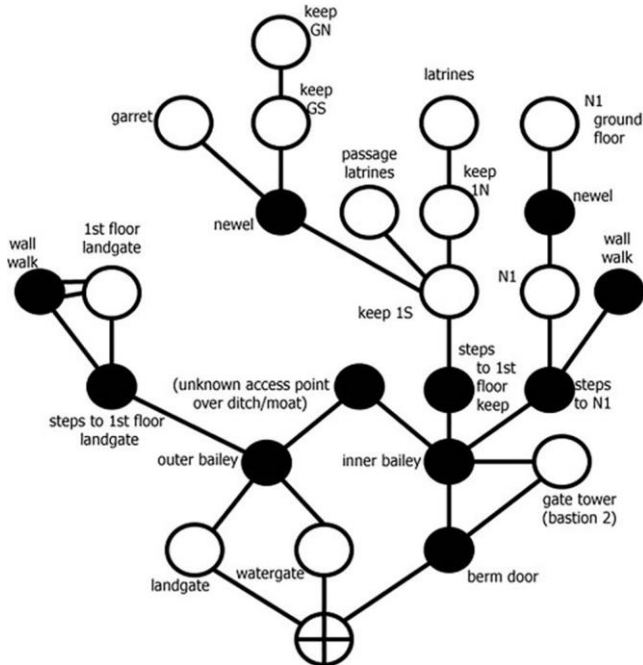 keep
GN
keep
GS
latrines
garret
N1
ground
floor
passage
latrines
keep
1N
newel
newel
wall
walk
1st floor
landgate
wall
walk
N1
keep 1S
steps
to 1st
floor
keep
(unknown access point
over ditch/moat)
steps to 1st floor
landgate
steps
to N1
outer bailey
inner bailey
gate tower
(bastion 2)
landgate
watergate
berm door